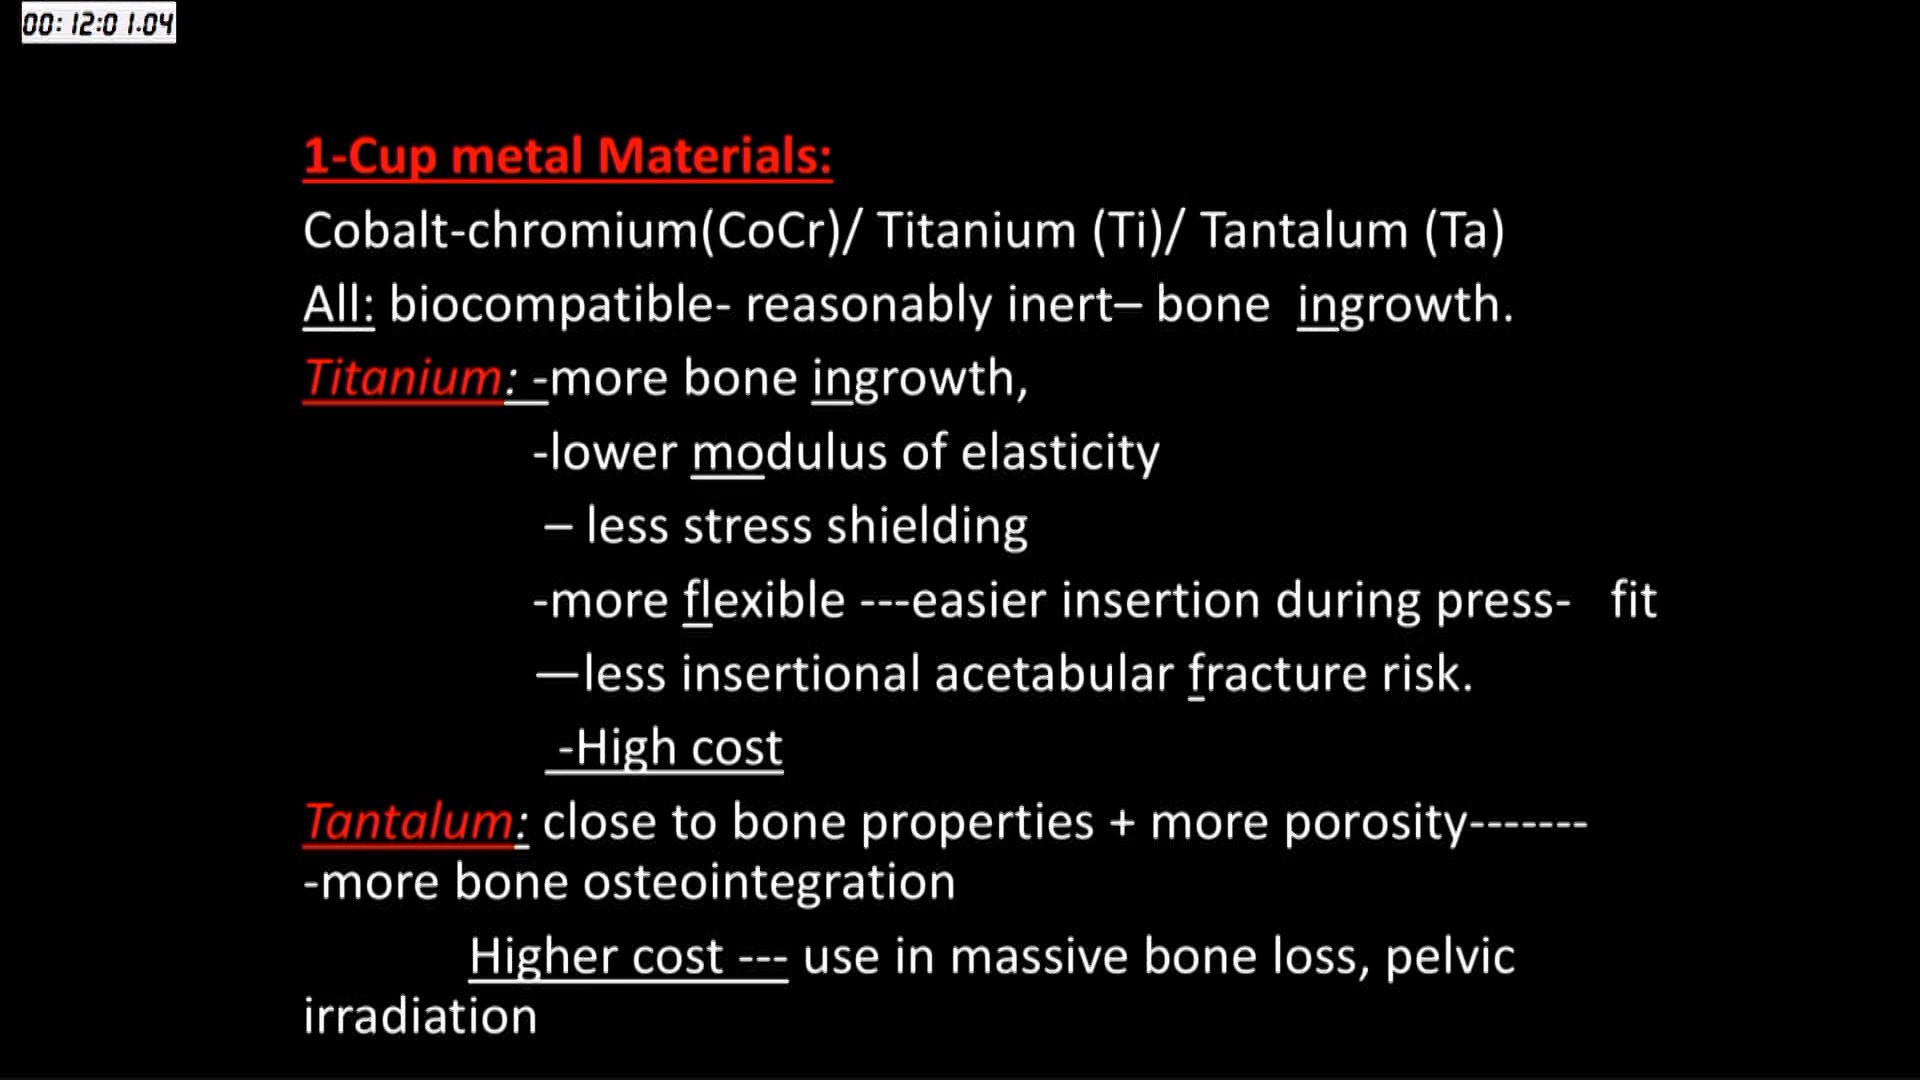 00:12:01.04
1-Cup metal Materials:
Cobalt-chromium(CoCr)/ Titanium (Ti)/ Tantalum (Ta)
All: biocompatible- reasonably inert– bone  ingrowth.
Titanium: -more bone ingrowth,
-lower modulus of elasticity
– less stress shielding
-more flexible ---easier insertion during press-   fit
—less insertional acetabular fracture risk.
-High cost
Tantalum: close to bone properties + more porosity-------
-more bone osteointegration
Higher cost --- use in massive bone loss, pelvic
irradiation